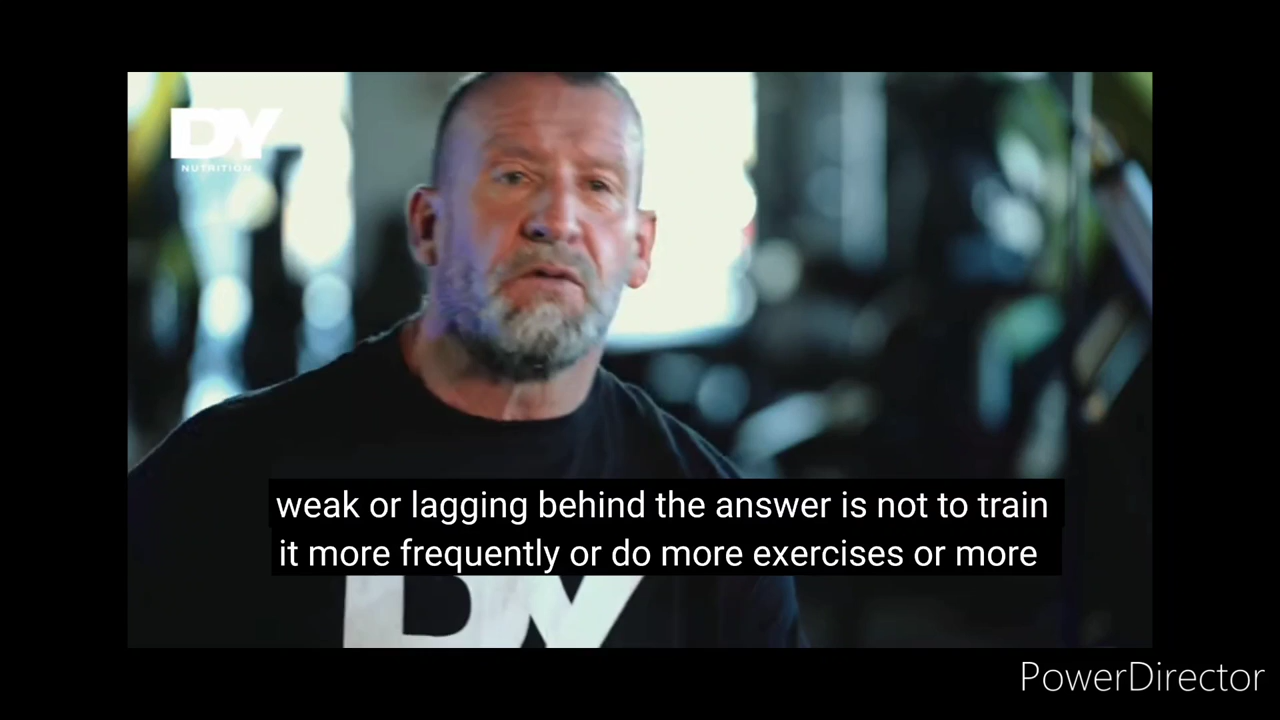 DY
NUTRITION
weak or lagging behind the answer is not to train
it more frequently or do more exercises or more
DY
PowerDirector